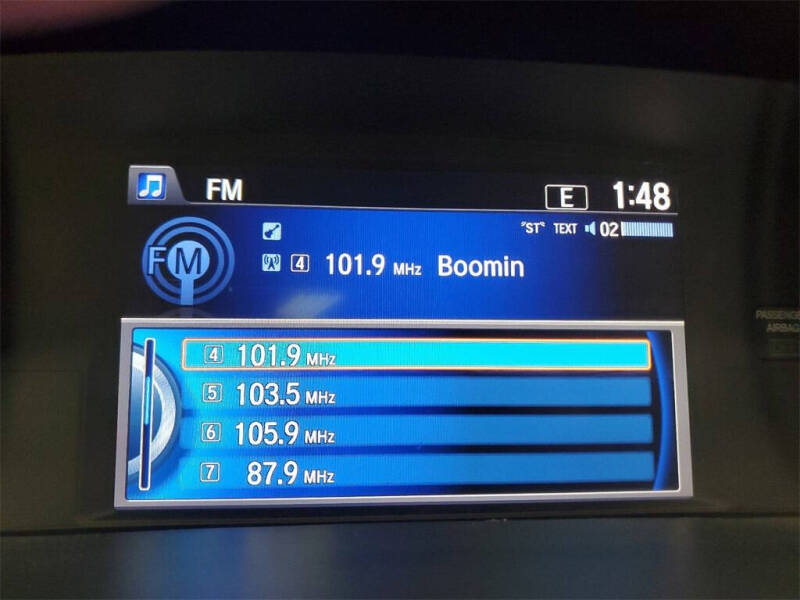 FM E 1:48
"ST" TEXT 02
FM 4 101.9 MHz Boomin
4 101.9 MHz
5 103.5 MHz
6 105.9 MHz
7 87.9 MHz
PASSENGE
AIRBAG